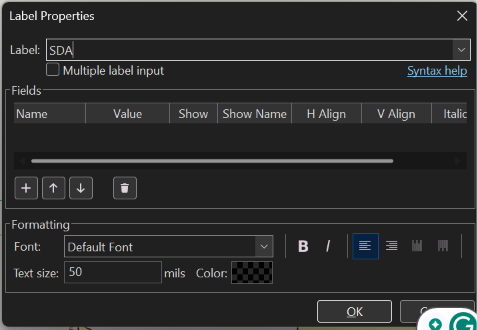 Label Properties
Label: SDA
Multiple label input
Syntax help
Fields
Name Value Show Show Name H Align V Align Italic
Formatting
Font: Default Font B I
Text size: 50 mils Color:
OK